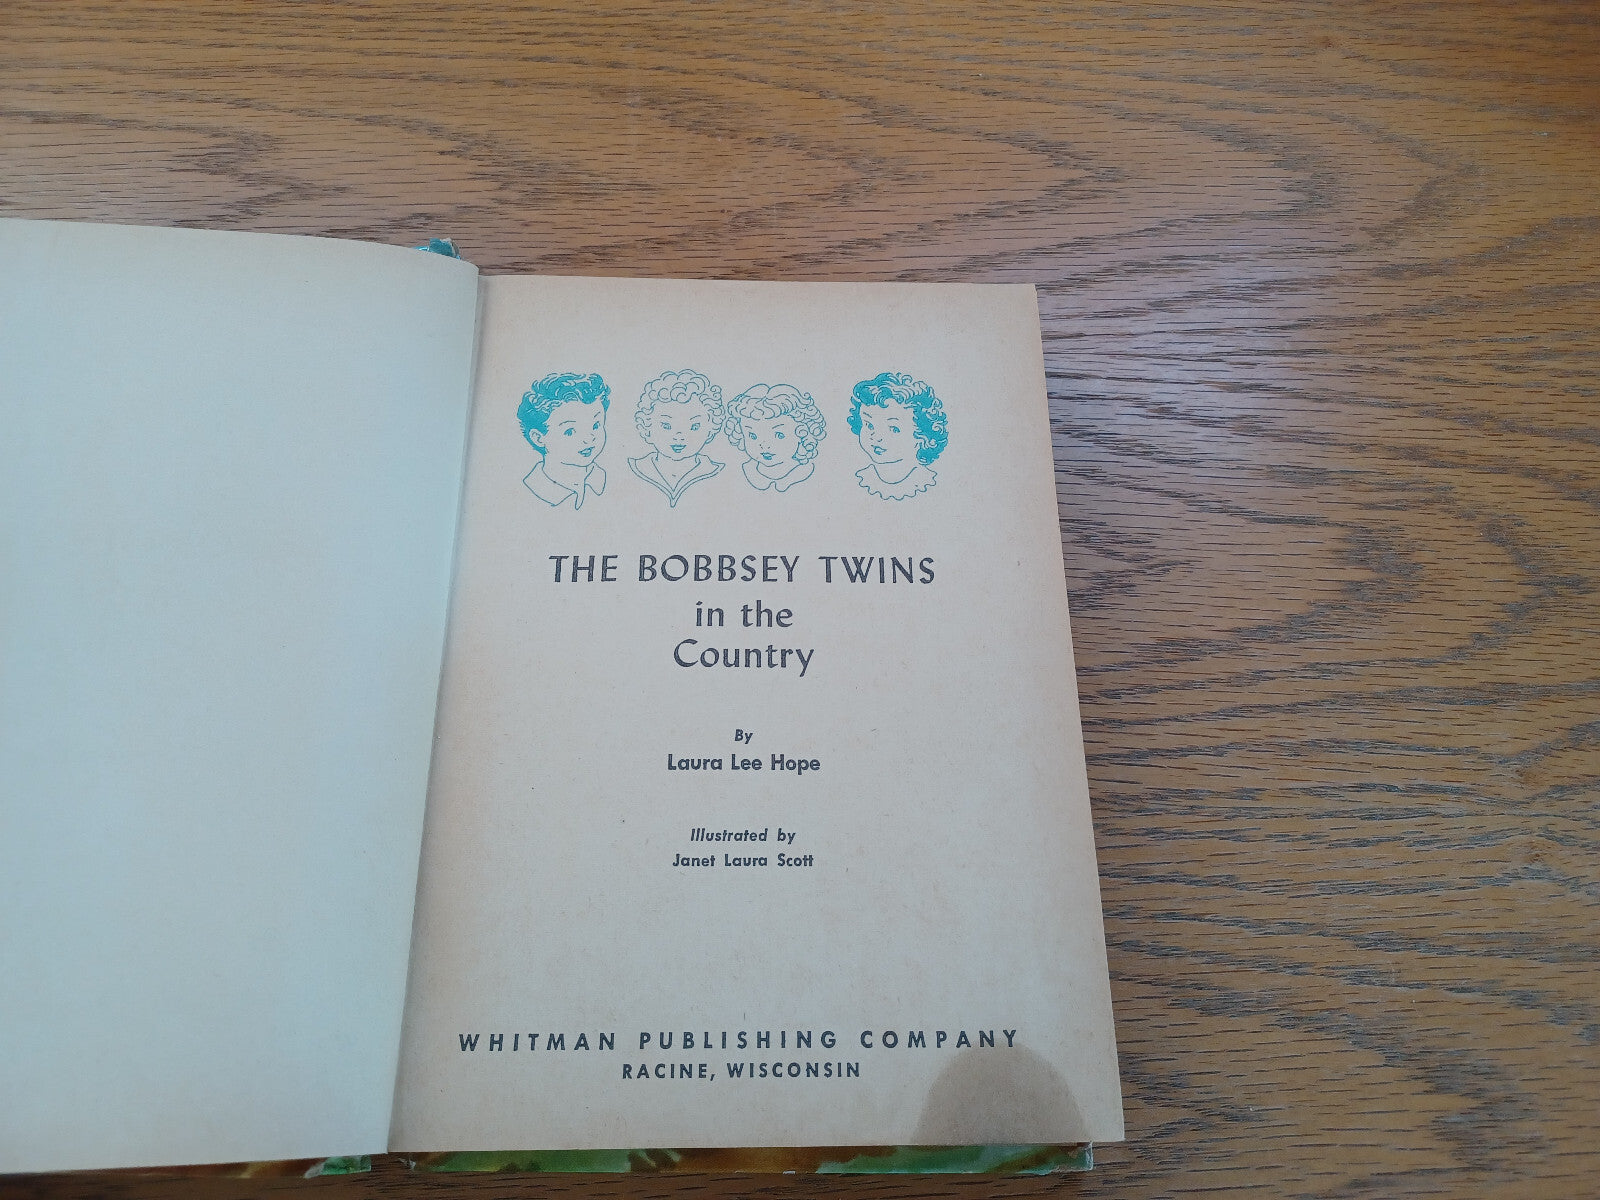 THE BOBBSEY TWINS
in the
Country
By
Laura Lee Hope
Illustrated by
Janet Laura Scott
WHITMAN PUBLISHING COMPANY
RACINE, WISCONSIN